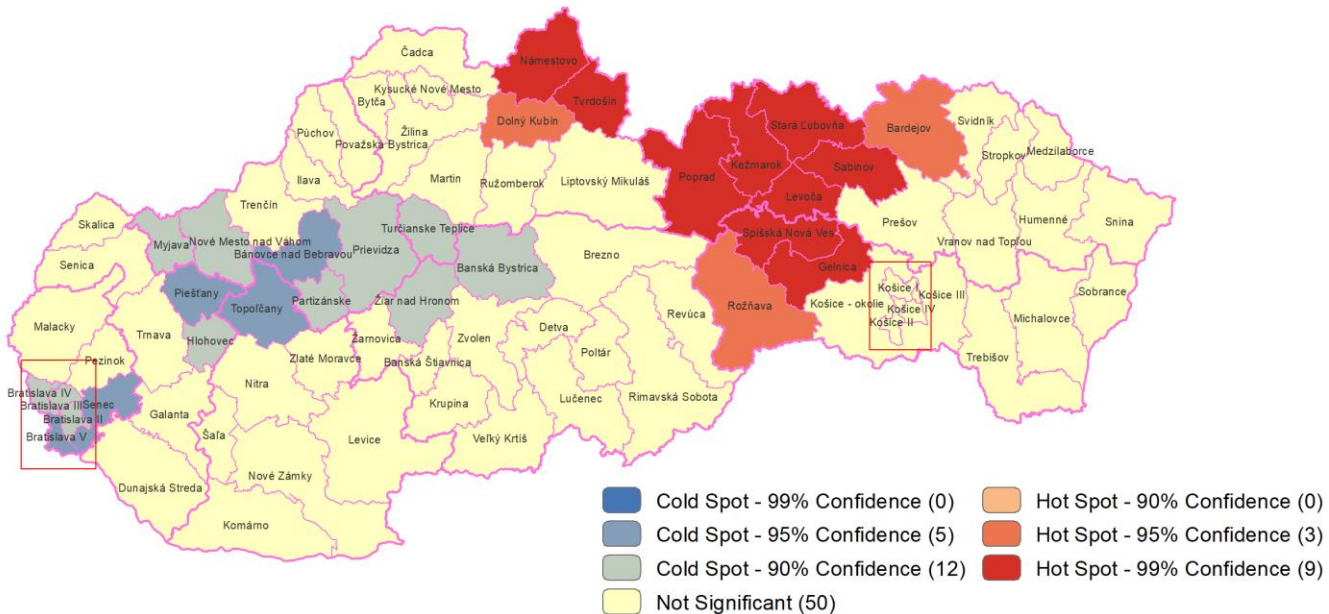 Čadca
Námestovo
Kysucké Nové Mesto
Bytča
Tvrdošín
Dolný Kubín
Stará Ľubovňa
Bardejov
Svidník
Púchov
Žilina
Považská Bystrica
Stropkov
Medzilaborce
Kežmarok
Sabinov
Poprad
Ilava
Martin
Ružomberok
Liptovský Mikuláš
Levoča
Trenčín
Prešov
Humenné
Snina
Skalica
Turčianske Teplice
Spišská Nová Ves
Myjava
Nové Mesto nad Váhom
Bánovce nad Bebravou
Prievidza
Vranov nad Topľou
Brezno
Senica
Banská Bystrica
Gelnica
Košice I
Košice III
Sobrance
Piešťany
Partizánske
Žiar nad Hronom
Rožňava
Košice - okolie
Topoľčany
Košice IV
Košice II
Malacky
Trnava
Hlohovec
Revúca
Michalovce
Detva
Zvolen
Žarnovica
Poltár
Pezinok
Zlaté Moravce
Banská Štiavnica
Trebišov
Nitra
Bratislava IV
Bratislava III
Senec
Bratislava II
Bratislava V
Galanta
Krupina
Lučenec
Rimavská Sobota
Šaľa
Levice
Veľký Krtíš
Nové Zámky
Dunajská Streda
Komárno
Cold Spot - 99% Confidence (0)
Cold Spot - 95% Confidence (5)
Cold Spot - 90% Confidence (12)
Not Significant (50)
Hot Spot - 90% Confidence (0)
Hot Spot - 95% Confidence (3)
Hot Spot - 99% Confidence (9)